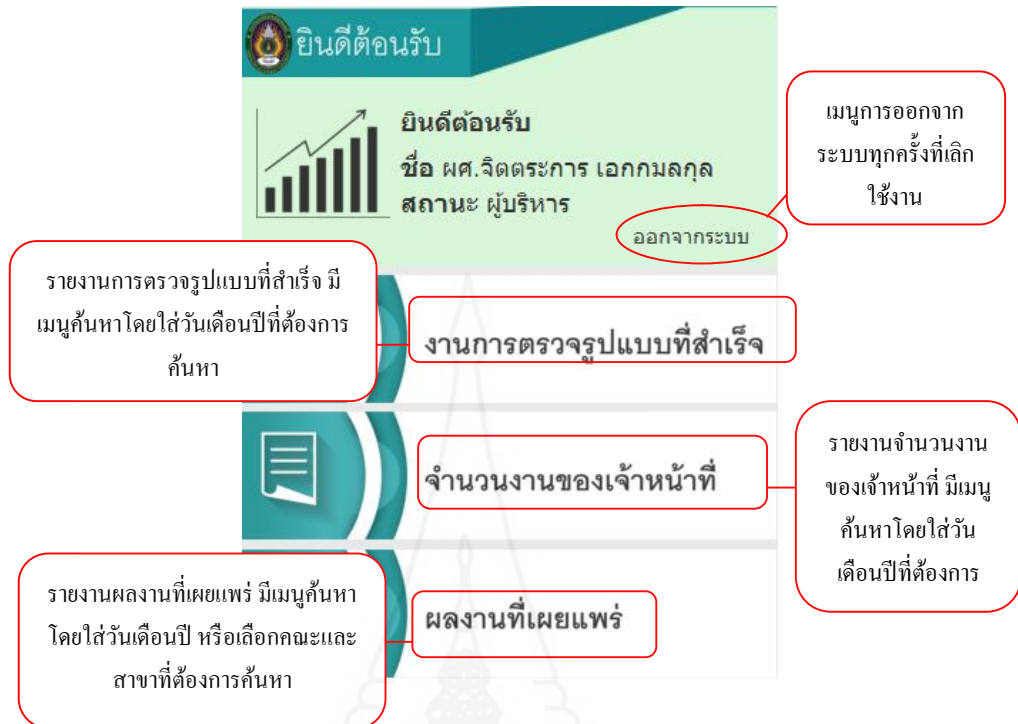 ยินดีต้อนรับ
ยินดีต้อนรับ
ชื่อ ผศ.จิตตระการ เอกกมลกุล
สถานะ ผู้บริหาร
ออกจากระบบ
เมนูการออกจาก
ระบบทุกครั้งที่เลิก
ใช้งาน
รายงานการตรวจรูปแบบที่สำเร็จ มี
เมนูค้นหาโดยใส่วันเดือนปีที่ต้องการ
ค้นหา
งานการตรวจรูปแบบที่สำเร็จ
จำนวนงานของเจ้าหน้าที่
รายงานจำนวนงาน
ของเจ้าหน้าที่ มีเมนู
ค้นหาโดยใส่วัน
เดือนปีที่ต้องการ
รายงานผลงานที่เผยแพร่ มีเมนูค้นหา
โดยใส่วันเดือนปี หรือเลือกคณะและ
สาขาที่ต้องการค้นหา
ผลงานที่เผยแพร่